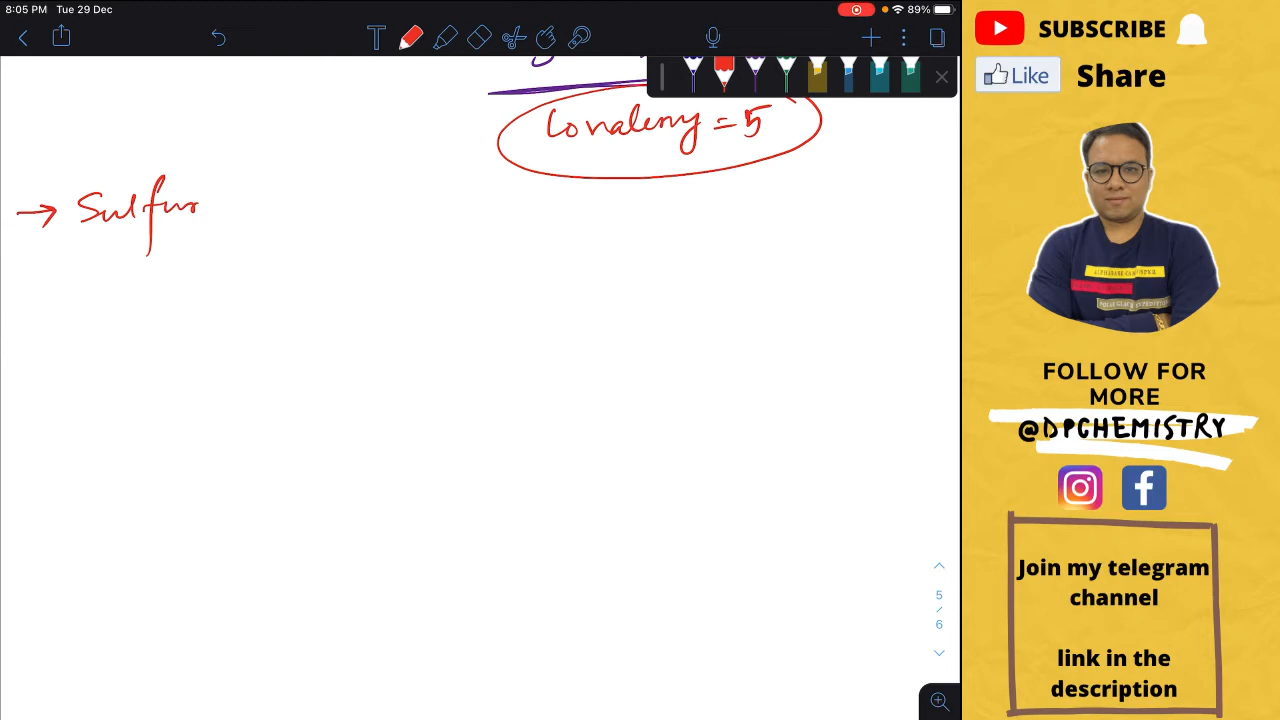 8:05 PM Tue 29 Dec
89%
T
Covalency = 5
→ Sulfur
5
/
6
SUBSCRIBE
Like
Share
FOLLOW FOR
MORE
@DPCHEMISTRY
Join my telegram
channel
link in the
description